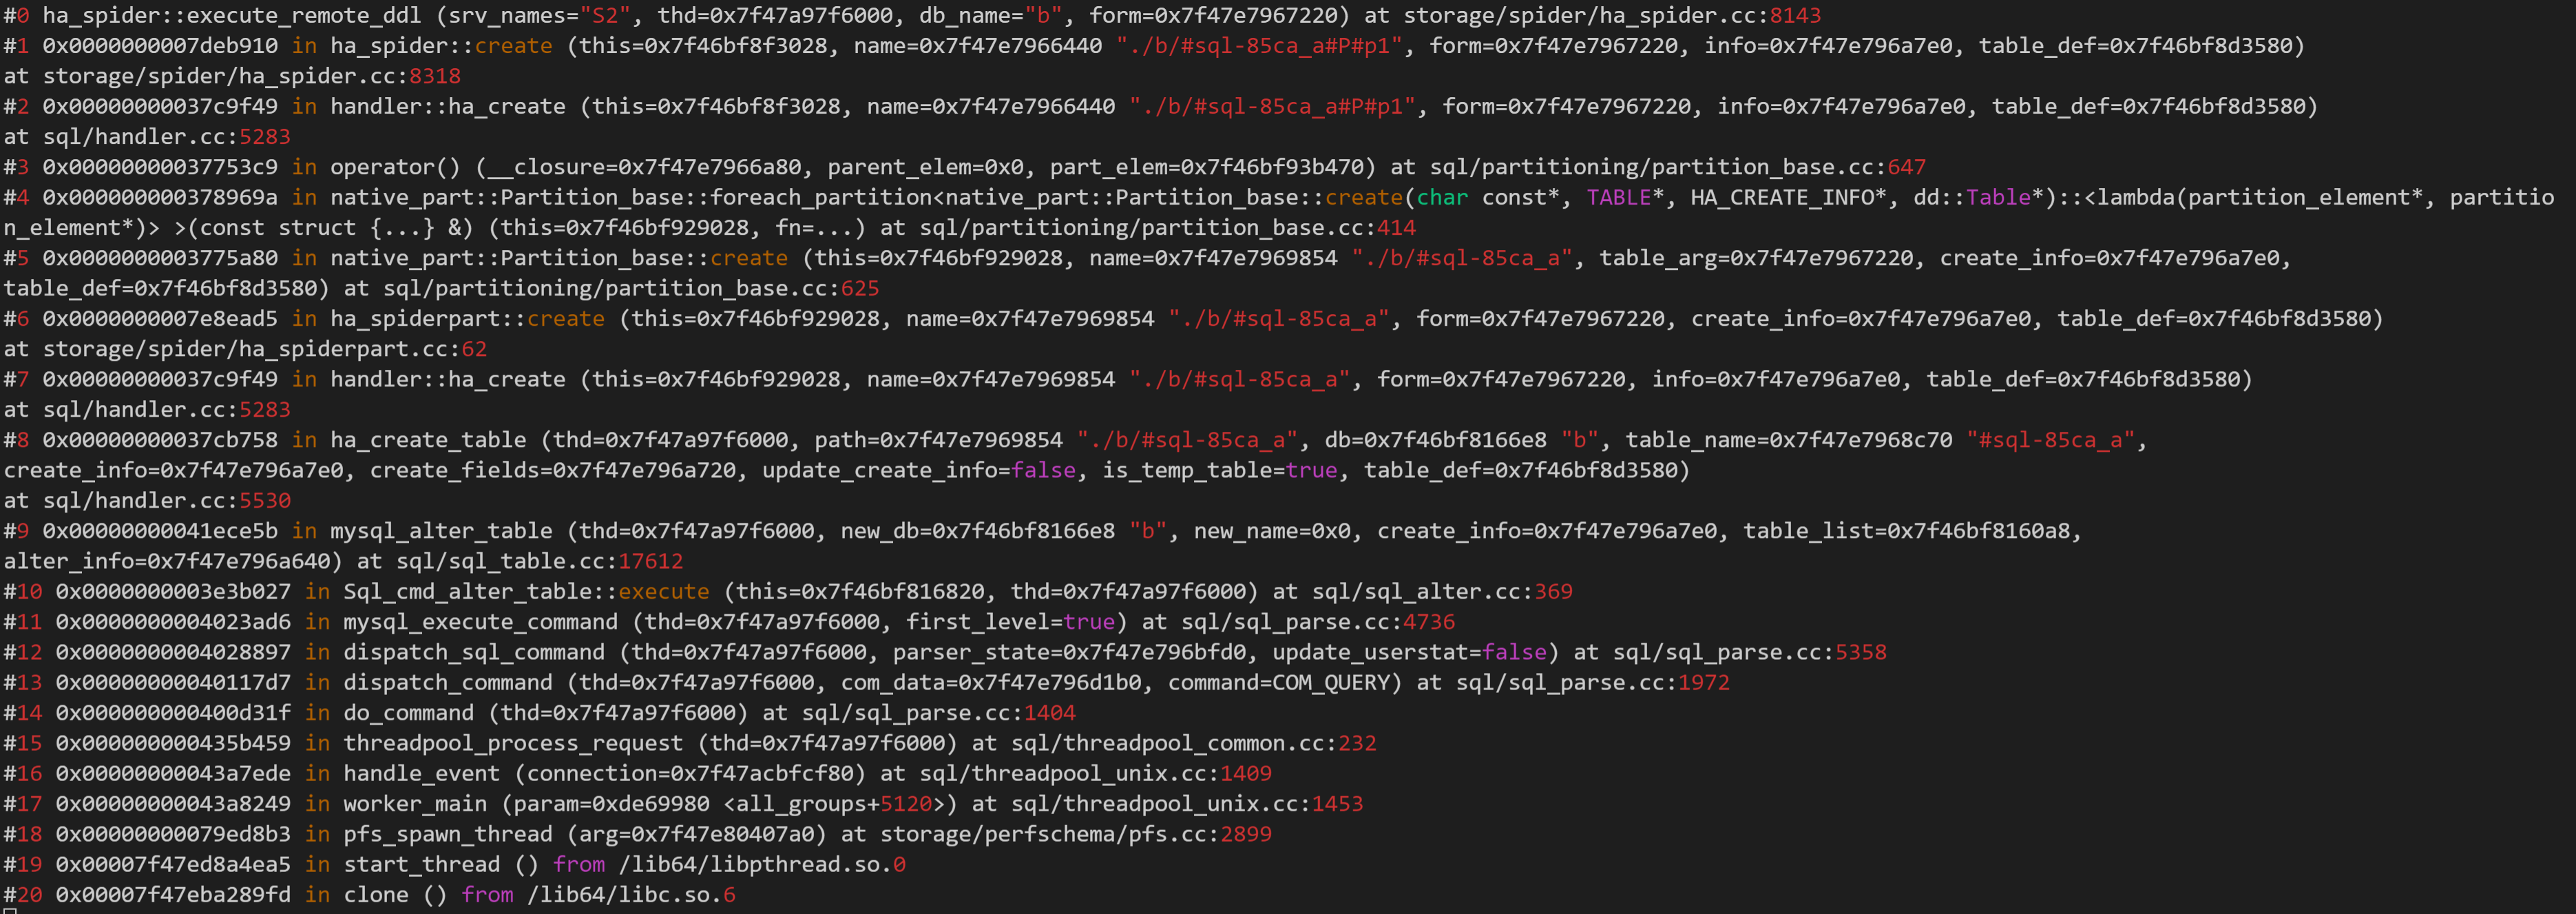 #0 ha_spider::execute_remote_ddl (srv_names="S2", thd=0x7f47a97f6000, db_name="b", form=0x7f47e7967220) at storage/spider/ha_spider.cc:8143
#1 0x0000000007deb910 in ha_spider::create (this=0x7f46bf8f3028, name=0x7f47e7966440 "./b/#sql-85ca_a#P#p1", form=0x7f47e7967220, info=0x7f47e796a7e0, table_def=0x7f46bf8d3580)
at storage/spider/ha_spider.cc:8318
#2 0x00000000037c9f49 in handler::ha_create (this=0x7f46bf8f3028, name=0x7f47e7966440 "./b/#sql-85ca_a#P#p1", form=0x7f47e7967220, info=0x7f47e796a7e0, table_def=0x7f46bf8d3580)
at sql/handler.cc:5283
#3 0x00000000037753c9 in operator() (__closure=0x7f47e7966a80, parent_elem=0x0, part_elem=0x7f46bf93b470) at sql/partitioning/partition_base.cc:647
#4 0x000000000378969a in native_part::Partition_base::foreach_partition<native_part::Partition_base::create(char const*, TABLE*, HA_CREATE_INFO*, dd::Table*)::<lambda(partition_element*, partitio
n_element*)> >(const struct {...} &) (this=0x7f46bf929028, fn=...) at sql/partitioning/partition_base.cc:414
#5 0x0000000003775a80 in native_part::Partition_base::create (this=0x7f46bf929028, name=0x7f47e7969854 "./b/#sql-85ca_a", table_arg=0x7f47e7967220, create_info=0x7f47e796a7e0,
table_def=0x7f46bf8d3580) at sql/partitioning/partition_base.cc:625
#6 0x0000000007e8ead5 in ha_spiderpart::create (this=0x7f46bf929028, name=0x7f47e7969854 "./b/#sql-85ca_a", form=0x7f47e7967220, create_info=0x7f47e796a7e0, table_def=0x7f46bf8d3580)
at storage/spider/ha_spiderpart.cc:62
#7 0x00000000037c9f49 in handler::ha_create (this=0x7f46bf929028, name=0x7f47e7969854 "./b/#sql-85ca_a", form=0x7f47e7967220, info=0x7f47e796a7e0, table_def=0x7f46bf8d3580)
at sql/handler.cc:5283
#8 0x00000000037cb758 in ha_create_table (thd=0x7f47a97f6000, path=0x7f47e7969854 "./b/#sql-85ca_a", db=0x7f46bf8166e8 "b", table_name=0x7f47e7968c70 "#sql-85ca_a",
create_info=0x7f47e796a7e0, create_fields=0x7f47e796a720, update_create_info=false, is_temp_table=true, table_def=0x7f46bf8d3580)
at sql/handler.cc:5530
#9 0x00000000041ece5b in mysql_alter_table (thd=0x7f47a97f6000, new_db=0x7f46bf8166e8 "b", new_name=0x0, create_info=0x7f47e796a7e0, table_list=0x7f46bf8160a8,
alter_info=0x7f47e796a640) at sql/sql_table.cc:17612
#10 0x0000000003e3b027 in Sql_cmd_alter_table::execute (this=0x7f46bf816820, thd=0x7f47a97f6000) at sql/sql_alter.cc:369
#11 0x0000000004023ad6 in mysql_execute_command (thd=0x7f47a97f6000, first_level=true) at sql/sql_parse.cc:4736
#12 0x0000000004028897 in dispatch_sql_command (thd=0x7f47a97f6000, parser_state=0x7f47e796bfd0, update_userstat=false) at sql/sql_parse.cc:5358
#13 0x00000000040117d7 in dispatch_command (thd=0x7f47a97f6000, com_data=0x7f47e796d1b0, command=COM_QUERY) at sql/sql_parse.cc:1972
#14 0x000000000400d31f in do_command (thd=0x7f47a97f6000) at sql/sql_parse.cc:1404
#15 0x000000000435b459 in threadpool_process_request (thd=0x7f47a97f6000) at sql/threadpool_common.cc:232
#16 0x00000000043a7ede in handle_event (connection=0x7f47acbfcf80) at sql/threadpool_unix.cc:1409
#17 0x00000000043a8249 in worker_main (param=0xde69980 <all_groups+5120>) at sql/threadpool_unix.cc:1453
#18 0x00000000079ed8b3 in pfs_spawn_thread (arg=0x7f47e80407a0) at storage/perfschema/pfs.cc:2899
#19 0x00007f47ed8a4ea5 in start_thread () from /lib64/libpthread.so.0
#20 0x00007f47eba289fd in clone () from /lib64/libc.so.6